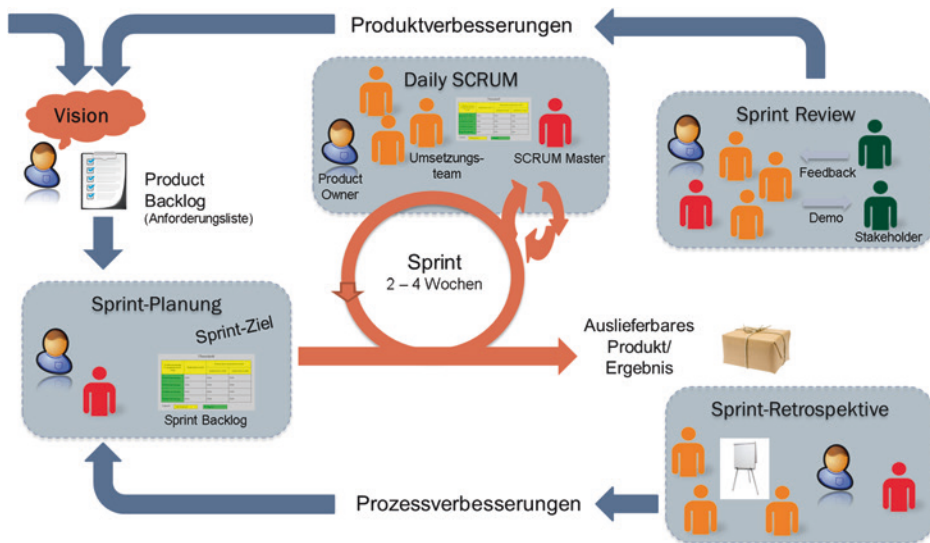 Produktverbesserungen
Daily SCRUM
Vision
Sprint Review
Umsetzungs-
team
SCRUM Master
Product
Owner
Feedback
Demo
Stakeholder
Product
Backlog
(Anforderungsliste)
Sprint
2 – 4 Wochen
Sprint-Planung
Sprint-Ziel
Sprint Backlog
Auslieferbares
Produkt/
Ergebnis
Sprint-Retrospektive
Prozessverbesserungen